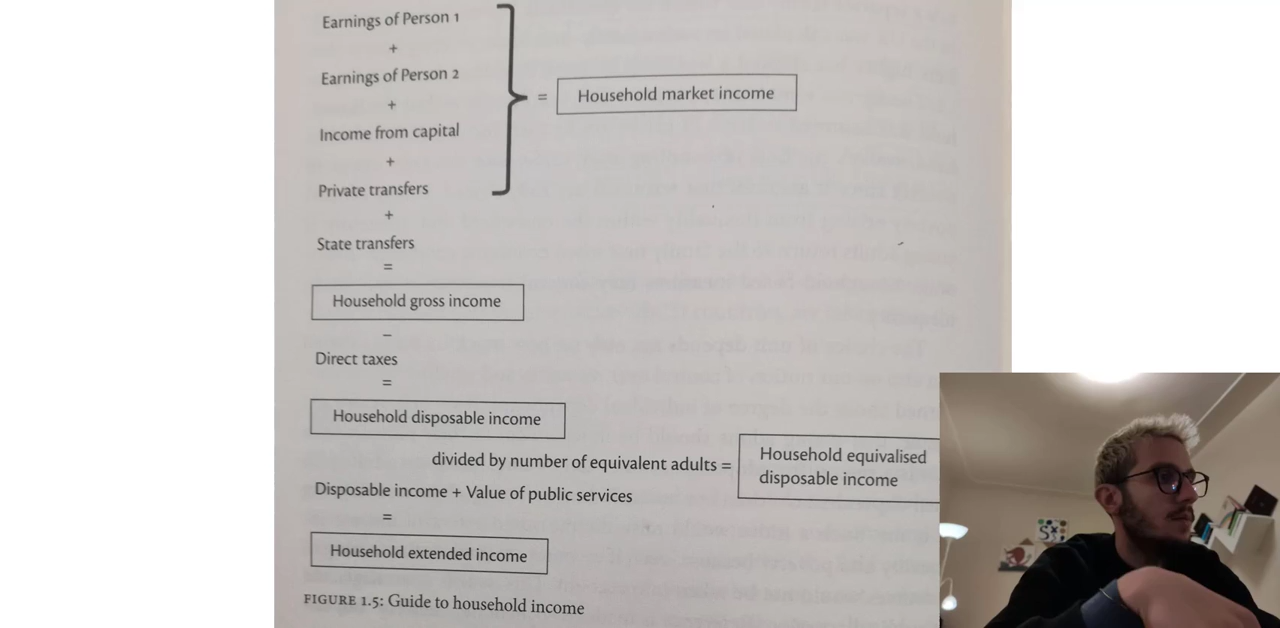 Earnings of Person 1
+
Earnings of Person 2
+
Income from capital
+
Private transfers
= Household market income
+
State transfers
=
Household gross income
–
Direct taxes
=
Household disposable income
divided by number of equivalent adults = Household equivalised
disposable income
Disposable income + Value of public services
=
Household extended income
FIGURE 1.5: Guide to household income